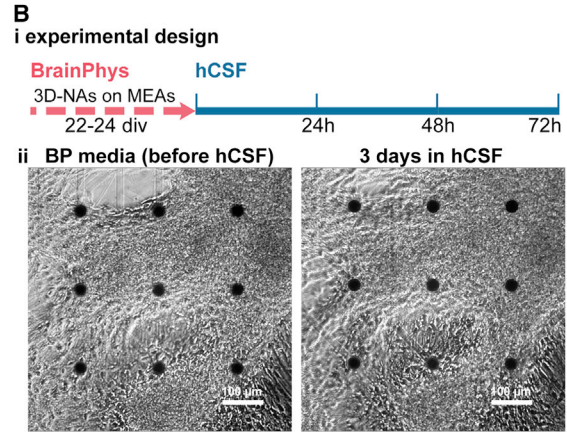 B
i experimental design
BrainPhys hCSF
3D-NAs on MEAs
22-24 div 24h 48h 72h
ii BP media (before hCSF) 3 days in hCSF
100 µm 100 µm